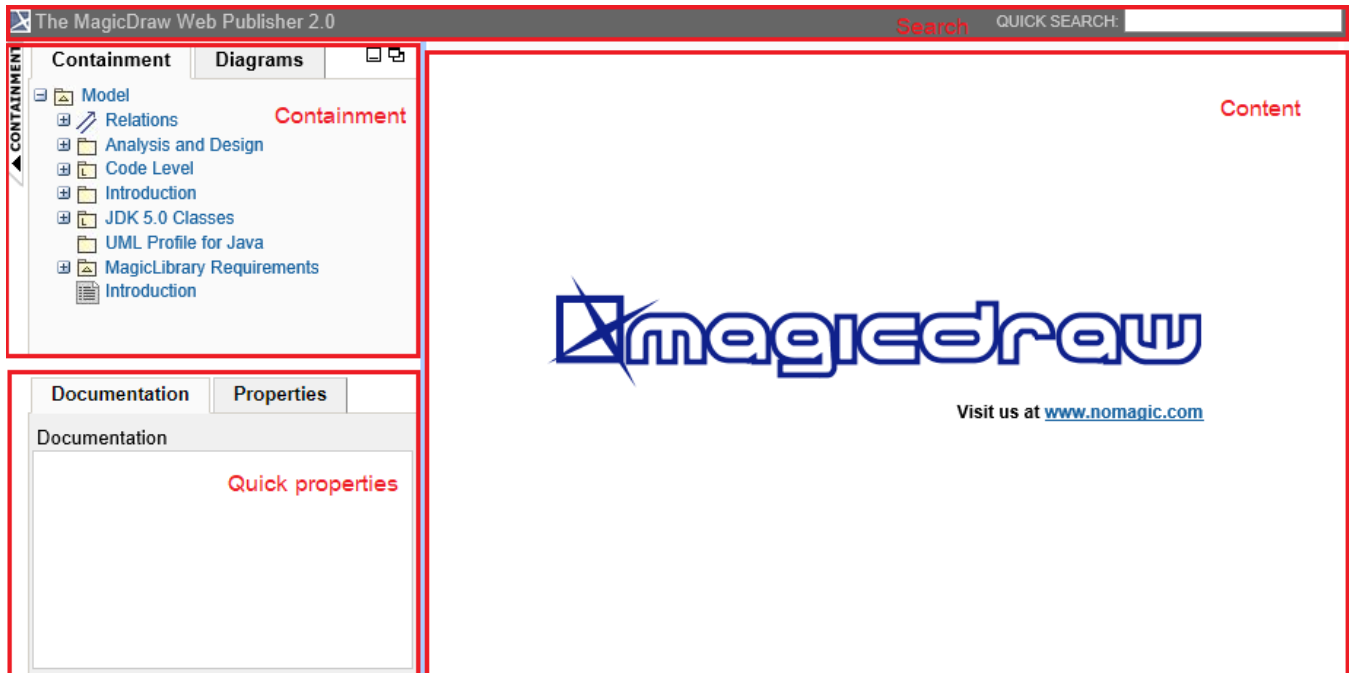 The MagicDraw Web Publisher 2.0
Search
QUICK SEARCH:
CONTAINMENT
Containment
Diagrams
Model
Containment
Relations
Analysis and Design
Code Level
Introduction
JDK 5.0 Classes
UML Profile for Java
MagicLibrary Requirements
Introduction
Documentation
Properties
Documentation
Quick properties
Content
magicdraw
Visit us at www.nomagic.com